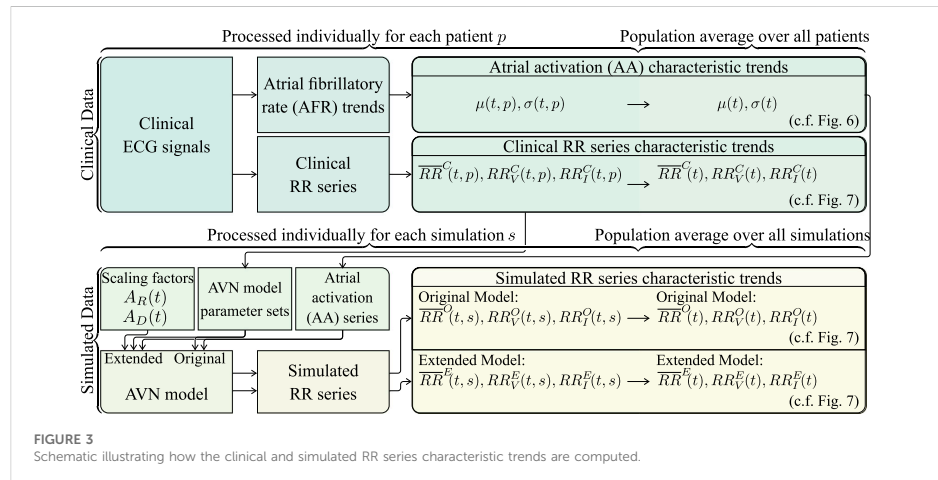 Processed individually for each patient p
Population average over all patients
Clinical Data
Clinical
ECG signals
Atrial fibrillatory
rate (AFR) trends
Atrial activation (AA) characteristic trends
μ(t, p), σ(t, p) → μ(t), σ(t)
(c.f. Fig. 6)
Clinical
RR series
Clinical RR series characteristic trends
$\overline{RR}^C(t, p), RR_V^C(t, p), RR_I^C(t, p)$ → $\overline{RR}^C(t), RR_V^C(t), RR_I^C(t)$
(c.f. Fig. 7)
Processed individually for each simulation s
Population average over all simulations
Simulated Data
Scaling factors
$A_R(t)$
$A_D(t)$
AVN model
parameter sets
Atrial
activation
(AA) series
Extended Original
AVN model
Simulated
RR series
Simulated RR series characteristic trends
Original Model: Original Model:
$\overline{RR}^O(t, s), RR_V^O(t, s), RR_I^O(t, s)$ → $\overline{RR}^O(t), RR_V^O(t), RR_I^O(t)$
(c.f. Fig. 7)
Extended Model: Extended Model:
$\overline{RR}^E(t, s), RR_V^E(t, s), RR_I^E(t, s)$ → $\overline{RR}^E(t), RR_V^E(t), RR_I^E(t)$
(c.f. Fig. 7)
FIGURE 3
Schematic illustrating how the clinical and simulated RR series characteristic trends are computed.